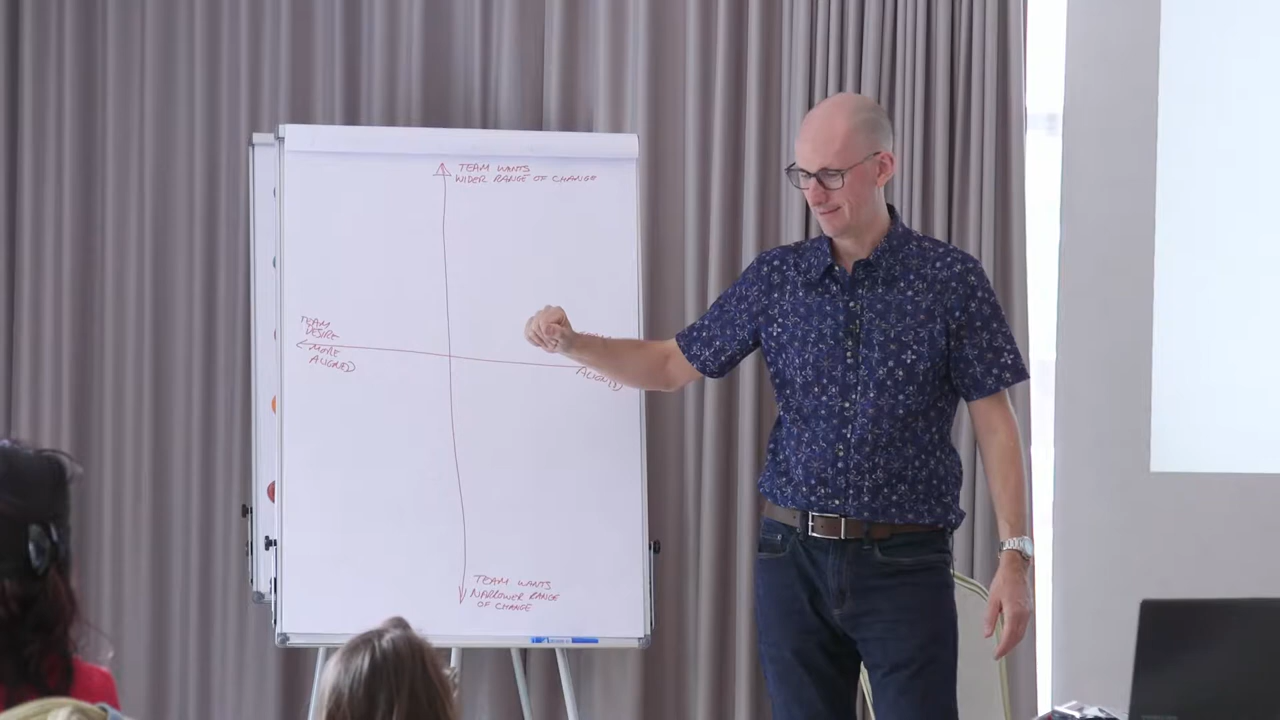 TEAM WANTS
WIDER RANGE OF CHANGE
TEAM
DESIRE
MORE
ALIGNED
ALIGNED
TEAM WANTS
NARROWER RANGE
OF CHANGE